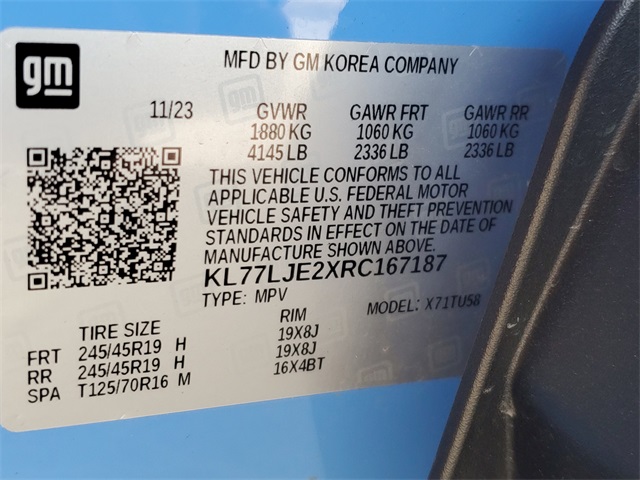 gm
MFD BY GM KOREA COMPANY
11/23 GVWR GAWR FRT GAWR RR
1880 KG 1060 KG 1060 KG
4145 LB 2336 LB 2336 LB
THIS VEHICLE CONFORMS TO ALL
APPLICABLE U.S. FEDERAL MOTOR
VEHICLE SAFETY AND THEFT PREVENTION
STANDARDS IN EFFECT ON THE DATE OF
MANUFACTURE SHOWN ABOVE.
KL77LJE2XRC167187
TYPE: MPV MODEL: X71TU58
TIRE SIZE RIM
FRT 245/45R19 H 19X8J
RR 245/45R19 H 19X8J
SPA T125/70R16 M 16X4BT